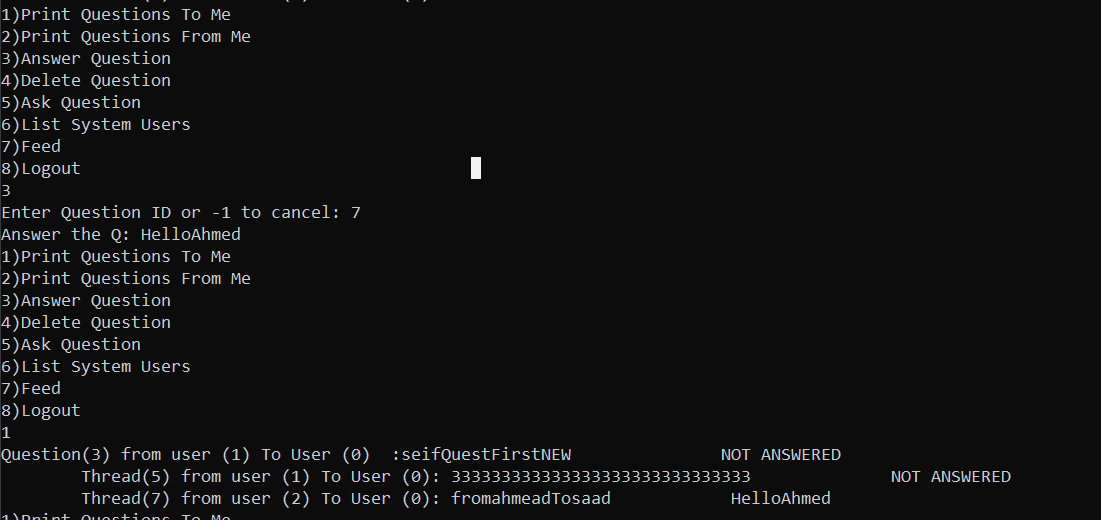 1)Print Questions To Me
2)Print Questions From Me
3)Answer Question
4)Delete Question
5)Ask Question
6)List System Users
7)Feed
8)Logout
3
Enter Question ID or -1 to cancel: 7
Answer the Q: HelloAhmed
1)Print Questions To Me
2)Print Questions From Me
3)Answer Question
4)Delete Question
5)Ask Question
6)List System Users
7)Feed
8)Logout
1
Question(3) from user (1) To User (0)  :seifQuestFirstNEW               NOT ANSWERED
        Thread(5) from user (1) To User (0): 333333333333333333333333333333              NOT ANSWERED
        Thread(7) from user (2) To User (0): fromahmeadTosaad            HelloAhmed
1)Print Questions To Me